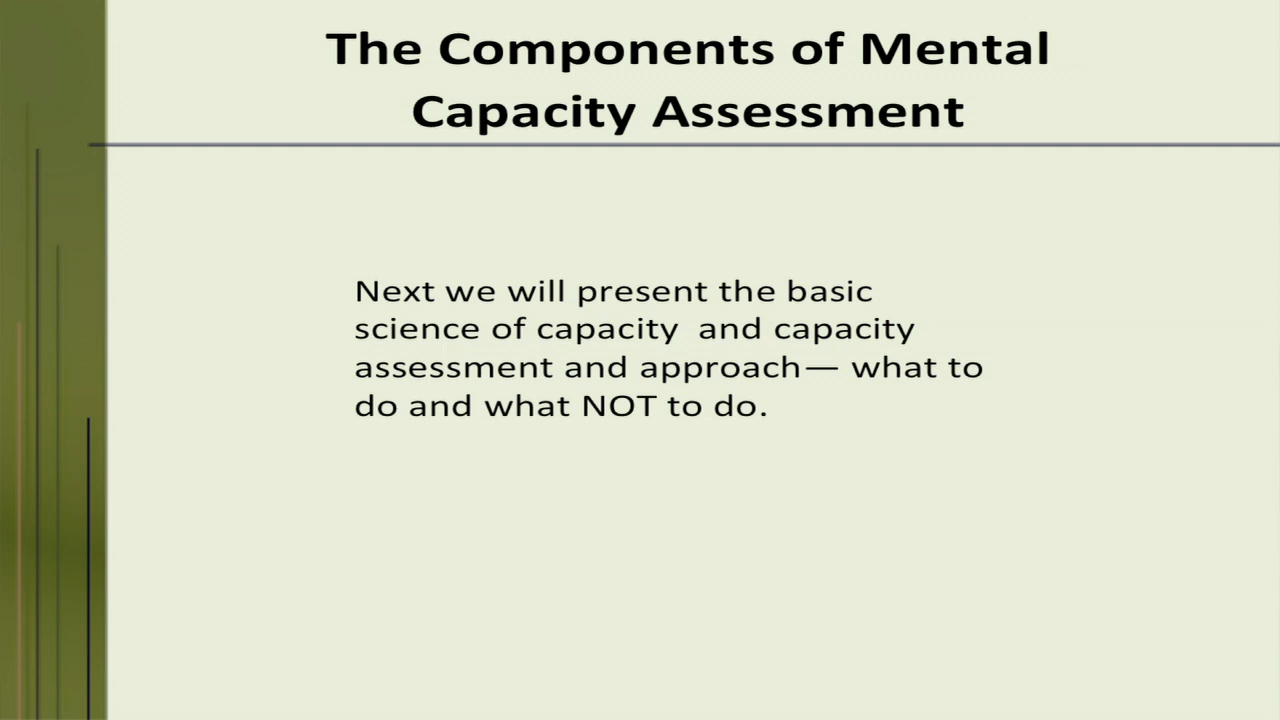 The Components of Mental
Capacity Assessment
Next we will present the basic
science of capacity  and capacity
assessment and approach— what to
do and what NOT to do.